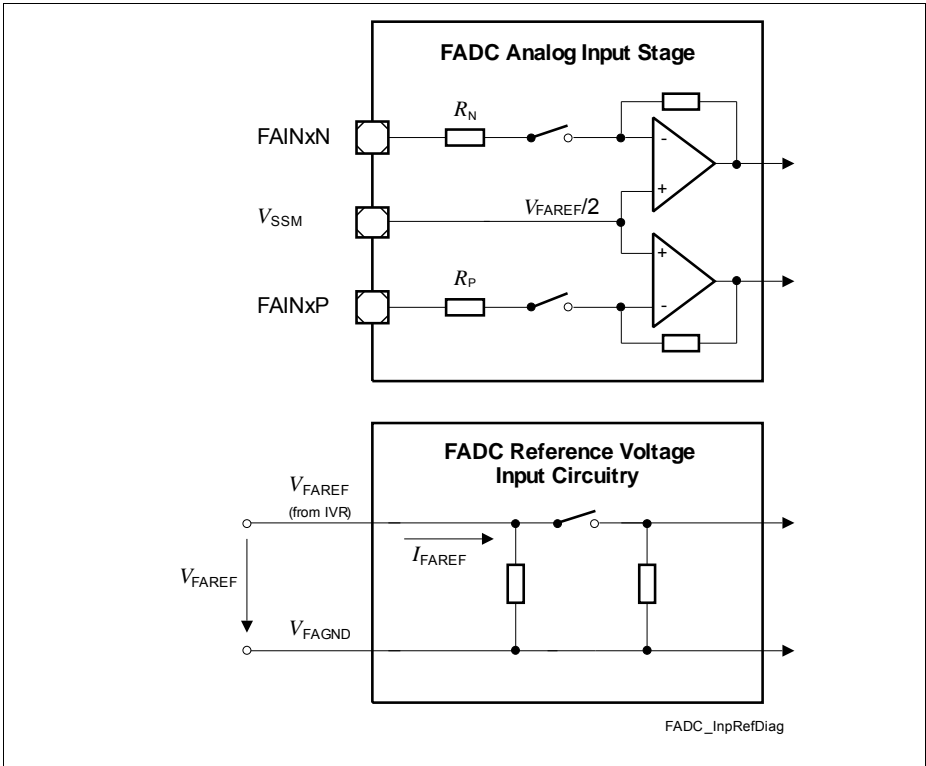 FADC Analog Input Stage
R_N
FAINxN
-
+
V_SSM
V_FAREF/2
+
R_P
FAINxP
-
FADC Reference Voltage
Input Circuitry
V_FAREF
(from IVR)
I_FAREF
V_FAREF
V_FAGND
FADC_InpRefDiag